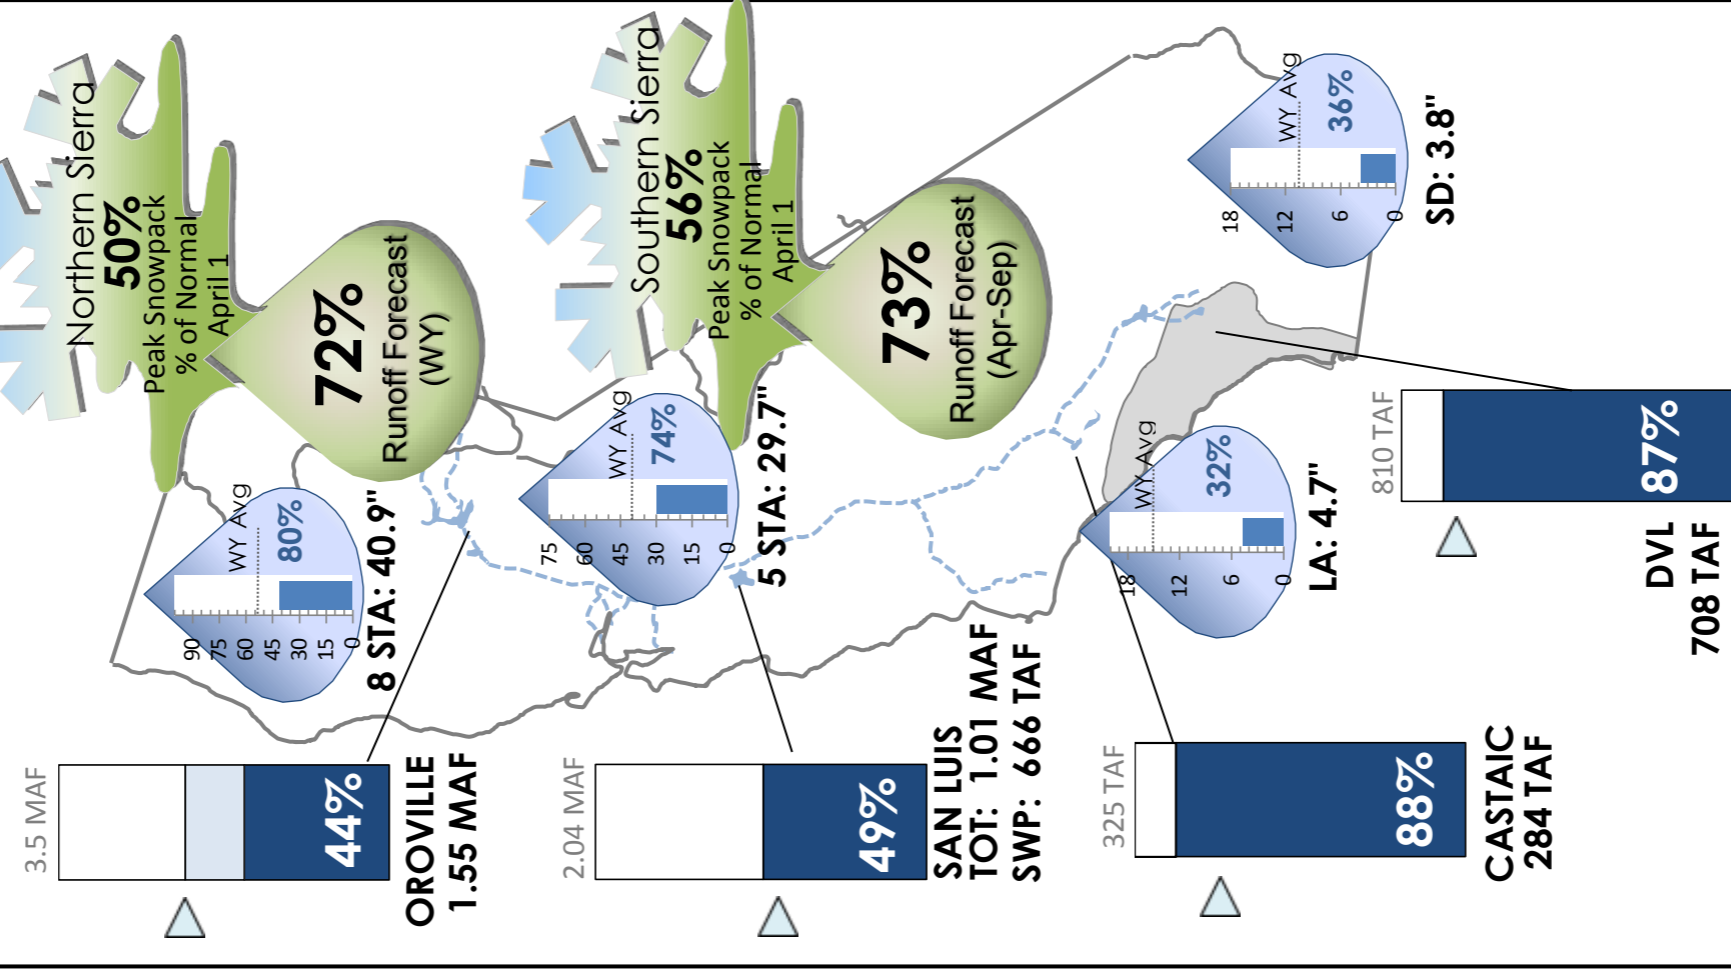 Northern Sierra
50%
Peak Snowpack
% of Normal
April 1
72%
Runoff Forecast
(WY)
Southern Sierra
56%
Peak Snowpack
% of Normal
April 1
73%
Runoff Forecast
(Apr-Sep)
WY Avg
80%
90
75
60
45
30
15
0
8 STA: 40.9"
WY Avg
74%
75
60
45
30
15
0
5 STA: 29.7"
WY Avg
32%
18
12
6
0
LA: 4.7"
WY Avg
36%
18
12
6
0
SD: 3.8"
3.5 MAF
44%
OROVILLE
1.55 MAF
2.04 MAF
49%
SAN LUIS
TOT: 1.01 MAF
SWP: 666 TAF
325 TAF
88%
CASTAIC
284 TAF
810 TAF
87%
DVL
708 TAF